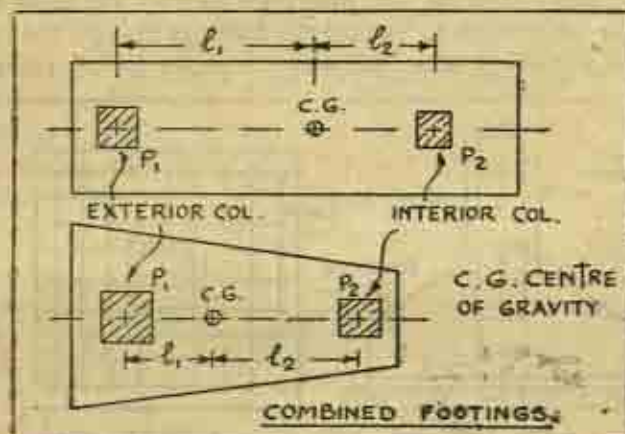 l₁ l₂
C.G.
P₁ P₂
EXTERIOR COL. INTERIOR COL.
P₁ C.G. P₂
C.G. CENTRE
OF GRAVITY
l₁ l₂
COMBINED FOOTINGS.